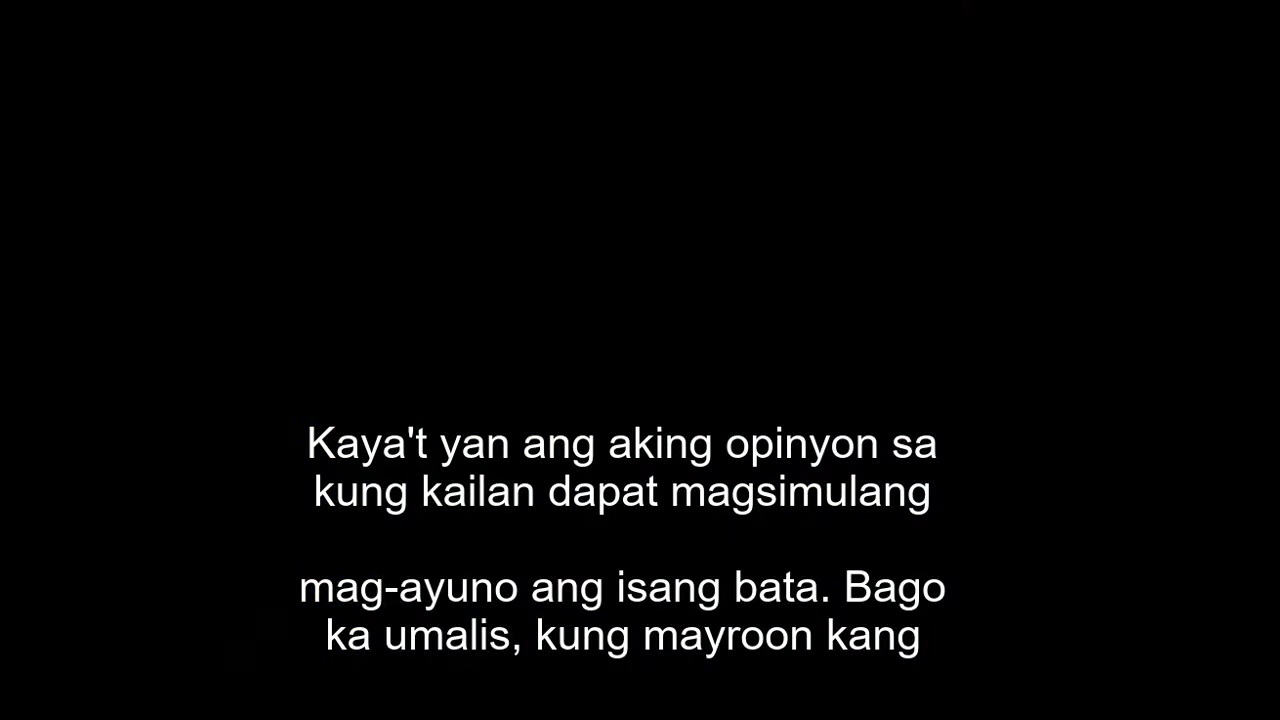 Kaya't yan ang aking opinyon sa
kung kailan dapat magsimulang
mag-ayuno ang isang bata. Bago
ka umalis, kung mayroon kang